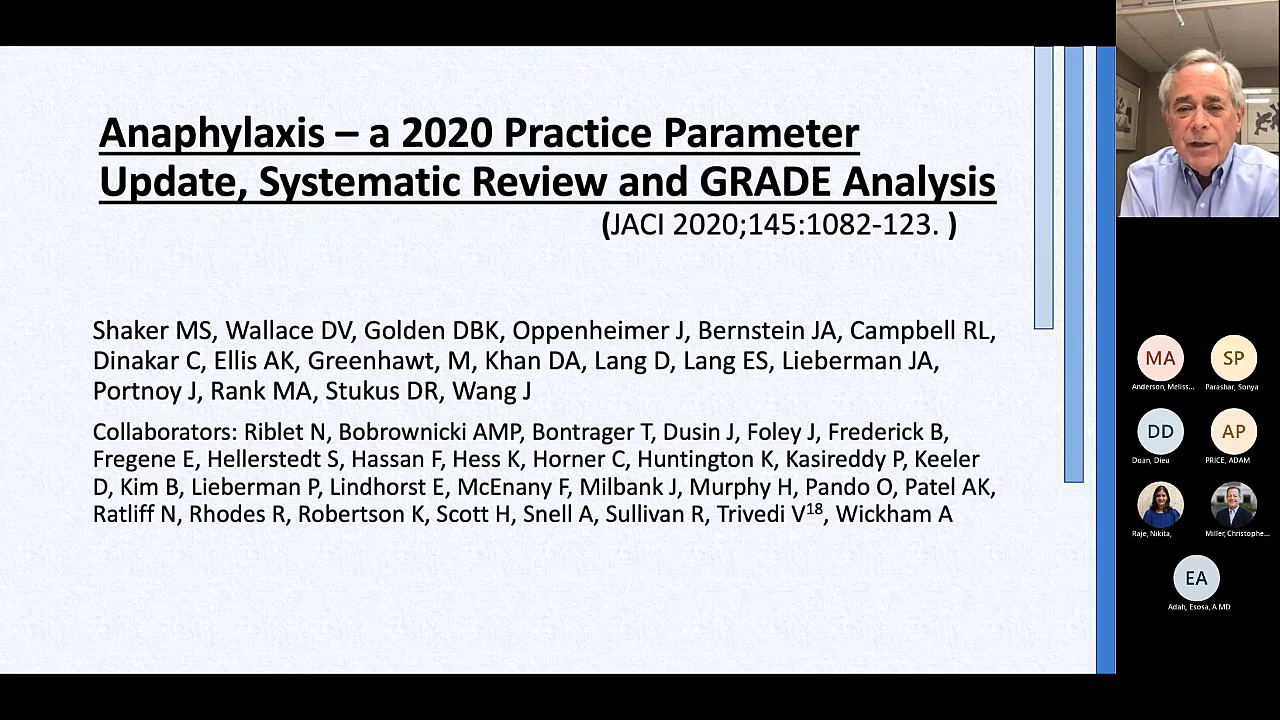 Anaphylaxis – a 2020 Practice Parameter
Update, Systematic Review and GRADE Analysis
(JACI 2020;145:1082-123. )
Shaker MS, Wallace DV, Golden DBK, Oppenheimer J, Bernstein JA, Campbell RL,
Dinakar C, Ellis AK, Greenhawt, M, Khan DA, Lang D, Lang ES, Lieberman JA,
Portnoy J, Rank MA, Stukus DR, Wang J
Collaborators: Riblet N, Bobrownicki AMP, Bontrager T, Dusin J, Foley J, Frederick B,
Fregene E, Hellerstedt S, Hassan F, Hess K, Horner C, Huntington K, Kasireddy P, Keeler
D, Kim B, Lieberman P, Lindhorst E, McEnany F, Milbank J, Murphy H, Pando O, Patel AK,
Ratliff N, Rhodes R, Robertson K, Scott H, Snell A, Sullivan R, Trivedi V18, Wickham A
MA
SP
Anderson, Meliss...
Parashar, Sonya
DD
AP
Doan, Dieu
PRICE, ADAM
Raje, Nikita,
Miller, Christophe...
EA
Adah, Esosa, A MD